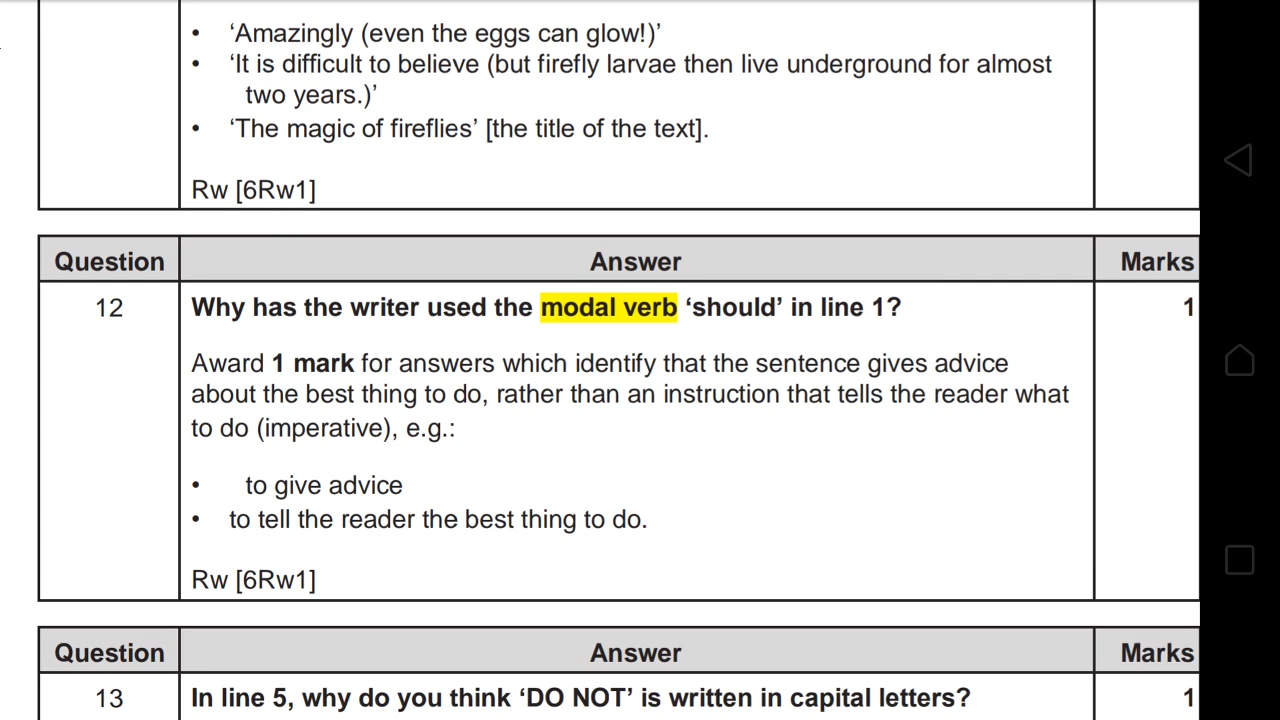 • ‘Amazingly (even the eggs can glow!)’
• ‘It is difficult to believe (but firefly larvae then live underground for almost
two years.)’
• ‘The magic of fireflies’ [the title of the text].
Rw [6Rw1]
Question Answer Marks
12 Why has the writer used the modal verb ‘should’ in line 1? 1
Award 1 mark for answers which identify that the sentence gives advice
about the best thing to do, rather than an instruction that tells the reader what
to do (imperative), e.g.:
• to give advice
• to tell the reader the best thing to do.
Rw [6Rw1]
Question Answer Marks
13 In line 5, why do you think ‘DO NOT’ is written in capital letters? 1